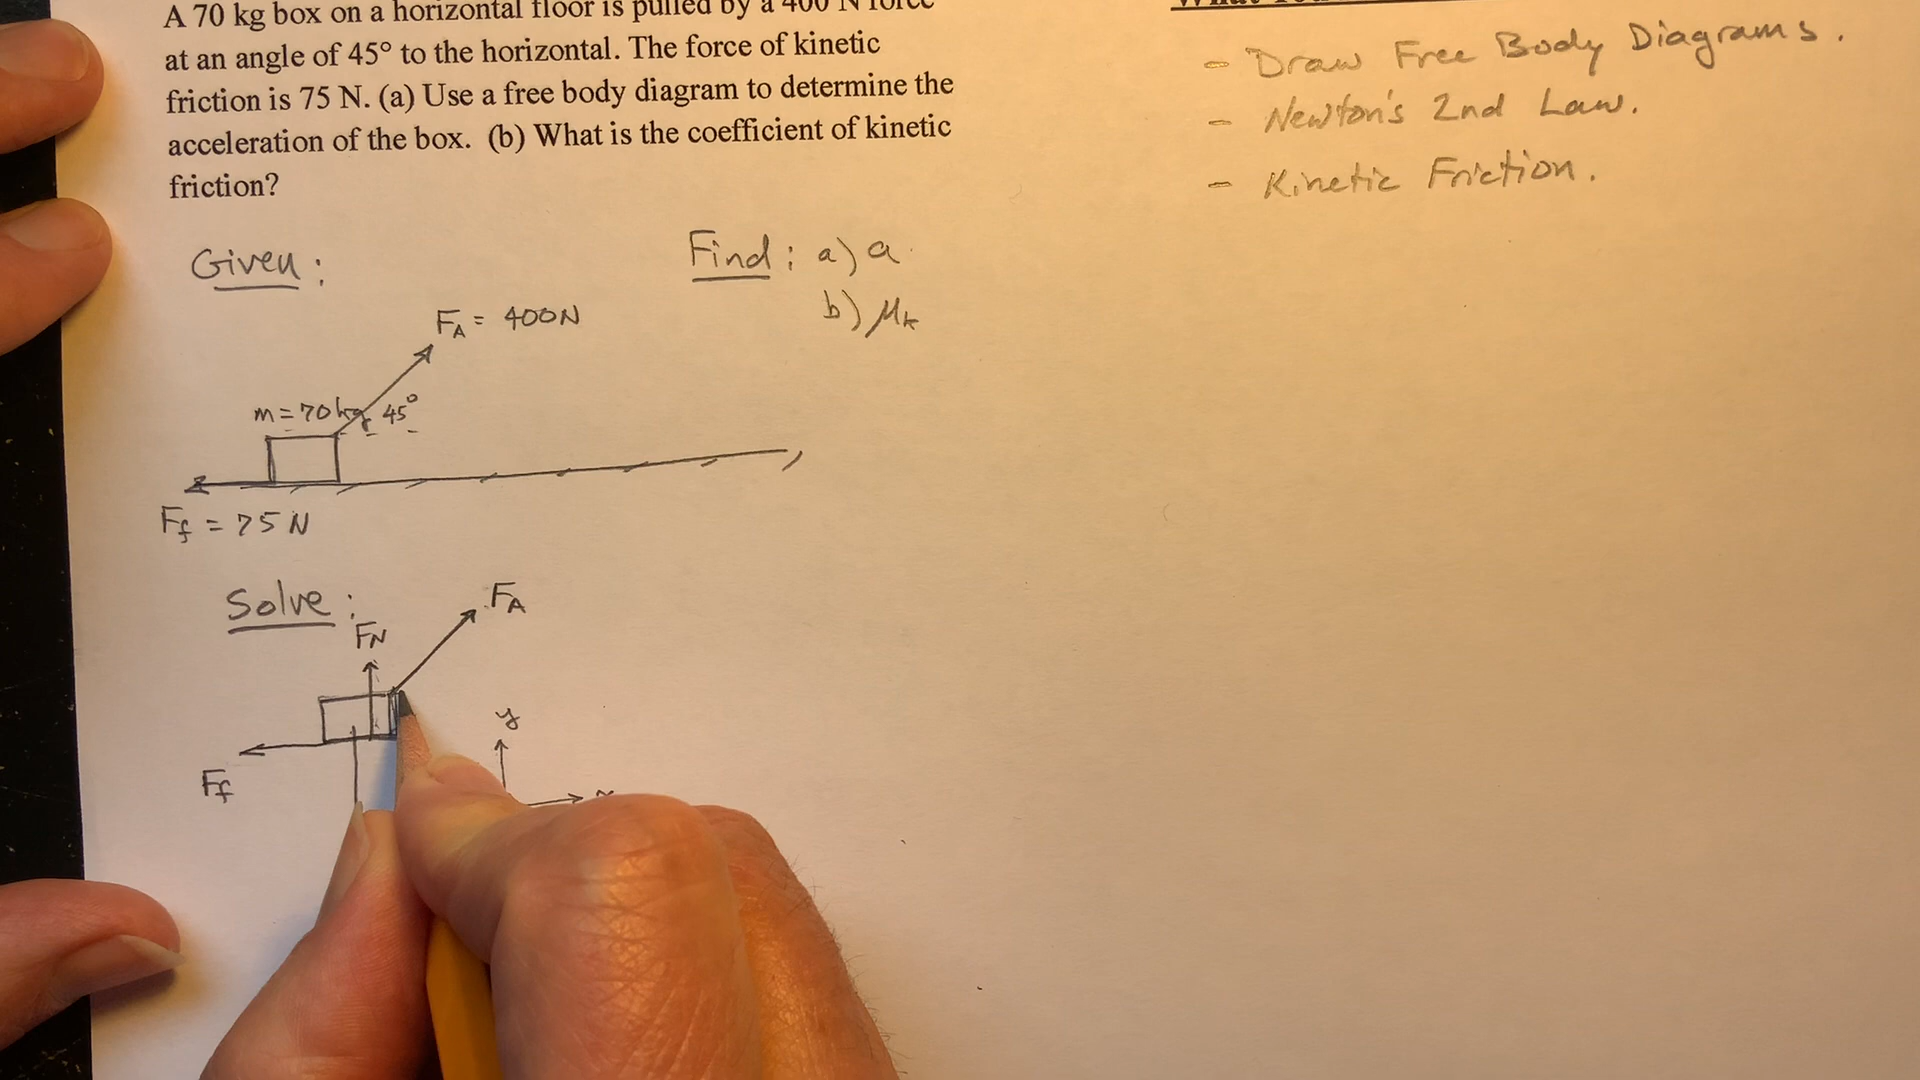 A 70 kg box on a horizontal floor is pulled by a 400 N force
at an angle of 45° to the horizontal. The force of kinetic
friction is 75 N. (a) Use a free body diagram to determine the
acceleration of the box. (b) What is the coefficient of kinetic
friction?
- Draw Free Body Diagrams.
- Newton's 2nd Law.
- Kinetic Friction.
Given:
Find: a) a
b) μk
FA = 400N
m = 70kg 45°
Ff = 75 N
Solve:
FA
FN
y
Ff
x